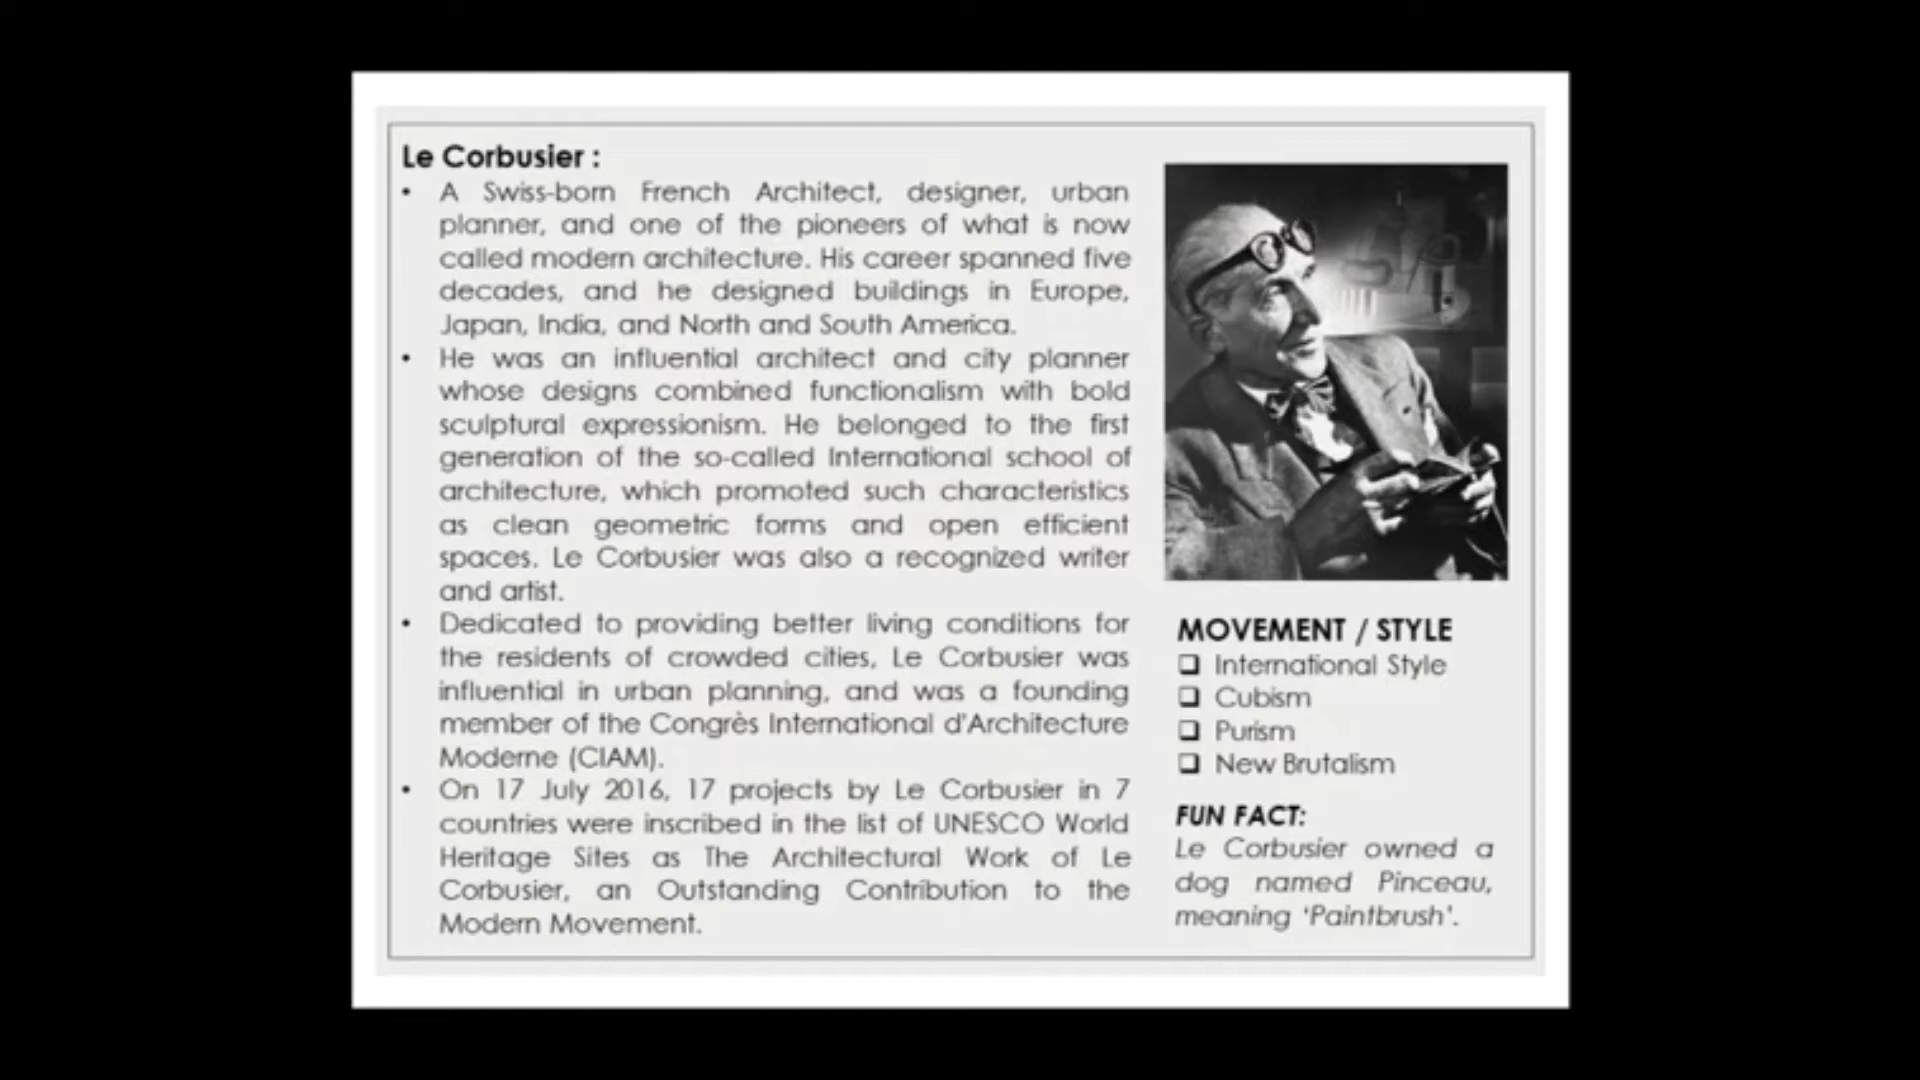 Le Corbusier :
• A Swiss-born French Architect, designer, urban
planner, and one of the pioneers of what is now
called modern architecture. His career spanned five
decades, and he designed buildings in Europe,
Japan, India, and North and South America.
• He was an influential architect and city planner
whose designs combined functionalism with bold
sculptural expressionism. He belonged to the first
generation of the so-called International school of
architecture, which promoted such characteristics
as clean geometric forms and open efficient
spaces. Le Corbusier was also a recognized writer
and artist.
• Dedicated to providing better living conditions for
the residents of crowded cities, Le Corbusier was
influential in urban planning, and was a founding
member of the Congrès International d'Architecture
Moderne (CIAM).
• On 17 July 2016, 17 projects by Le Corbusier in 7
countries were inscribed in the list of UNESCO World
Heritage Sites as The Architectural Work of Le
Corbusier, an Outstanding Contribution to the
Modern Movement.
MOVEMENT / STYLE
❑ International Style
❑ Cubism
❑ Purism
❑ New Brutalism
FUN FACT:
Le Corbusier owned a
dog named Pinceau,
meaning ‘Paintbrush’.